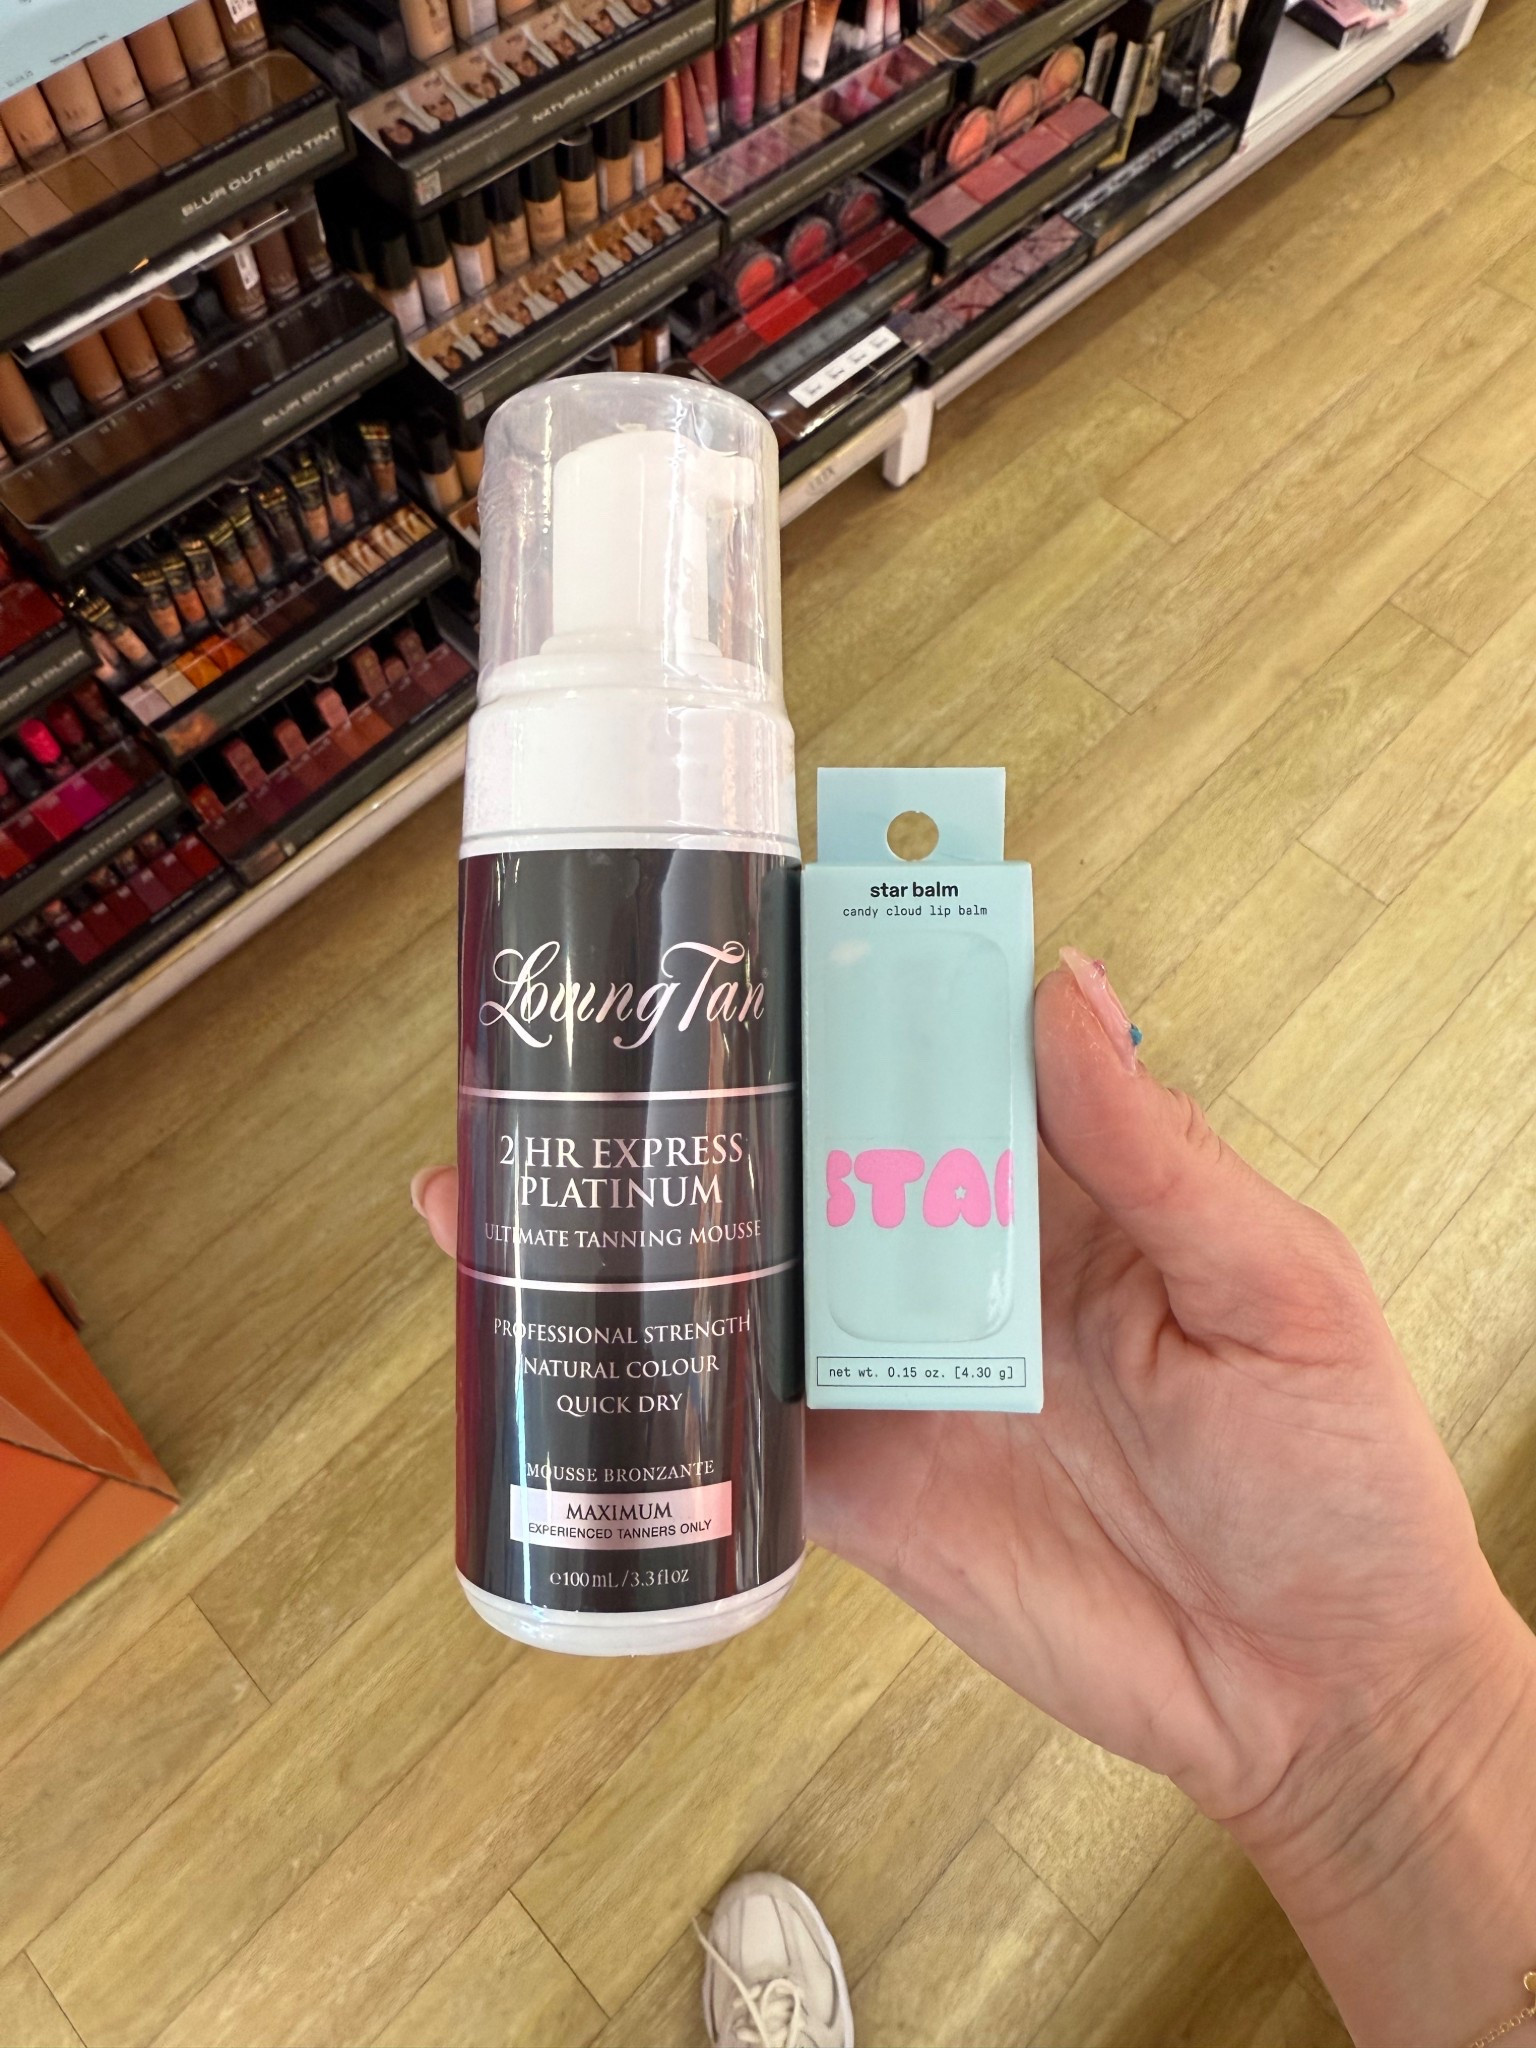 BLUR OUT SKIN TINT
NATURAL MATTE FOUNDATION
BLUR OUT SKIN TINT
Loving Tan
2 HR EXPRESS
PLATINUM
ULTIMATE TANNING MOUSSE
PROFESSIONAL STRENGTH
NATURAL COLOUR
QUICK DRY
MOUSSE BRONZANTE
MAXIMUM
EXPERIENCED TANNERS ONLY
e100mL/3.3floz
star balm
candy cloud lip balm
STAR
net wt. 0.15 oz. [4.30 g]